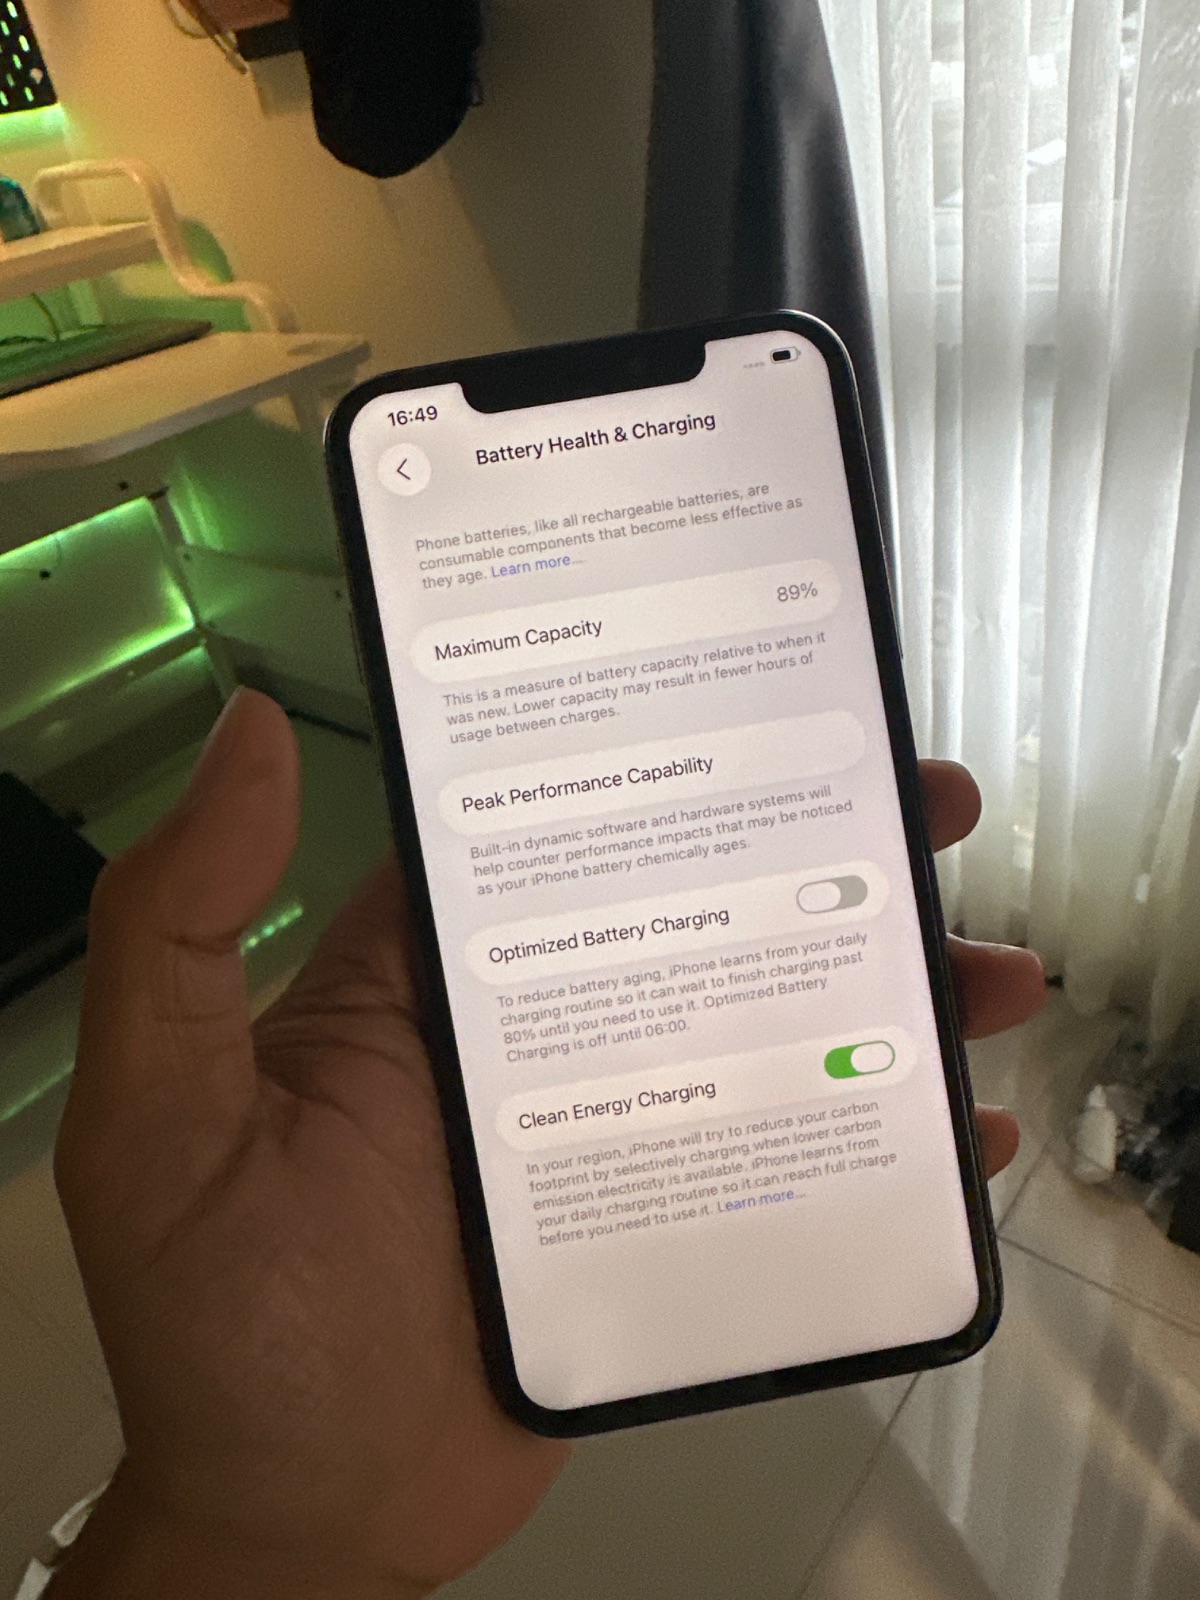 16:49
Battery Health & Charging
Phone batteries, like all rechargeable batteries, are
consumable components that become less effective as
they age. Learn more...
Maximum Capacity 89%
This is a measure of battery capacity relative to when it
was new. Lower capacity may result in fewer hours of
usage between charges.
Peak Performance Capability
Built-in dynamic software and hardware systems will
help counter performance impacts that may be noticed
as your iPhone battery chemically ages.
Optimized Battery Charging
To reduce battery aging, iPhone learns from your daily
charging routine so it can wait to finish charging past
80% until you need to use it. Optimized Battery
Charging is off until 06:00.
Clean Energy Charging
In your region, iPhone will try to reduce your carbon
footprint by selectively charging when lower carbon
emission electricity is available. iPhone learns from
your daily charging routine so it can reach full charge
before you need to use it. Learn more...